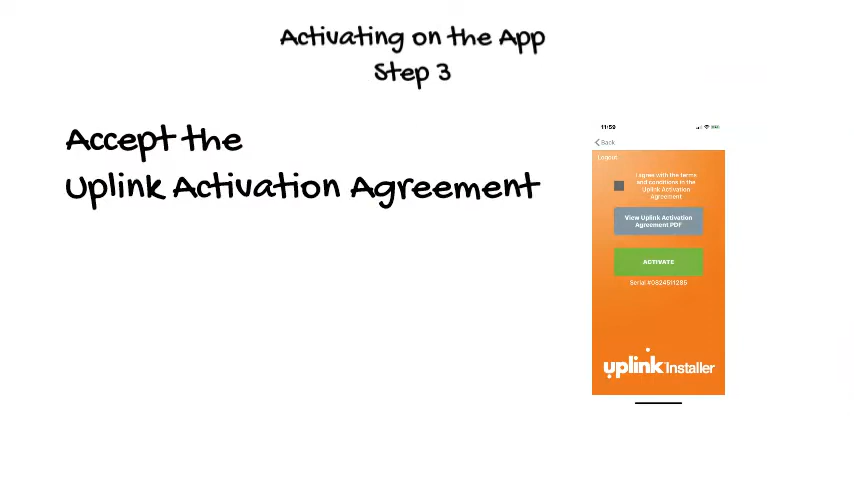 Activating on the App
Step 3
Accept the
Uplink Activation Agreement
11:59
Back
Logout
I agree with the terms
and conditions in the
Uplink Activation
Agreement
View Uplink Activation
Agreement PDF
ACTIVATE
Serial #0824511285
uplink Installer